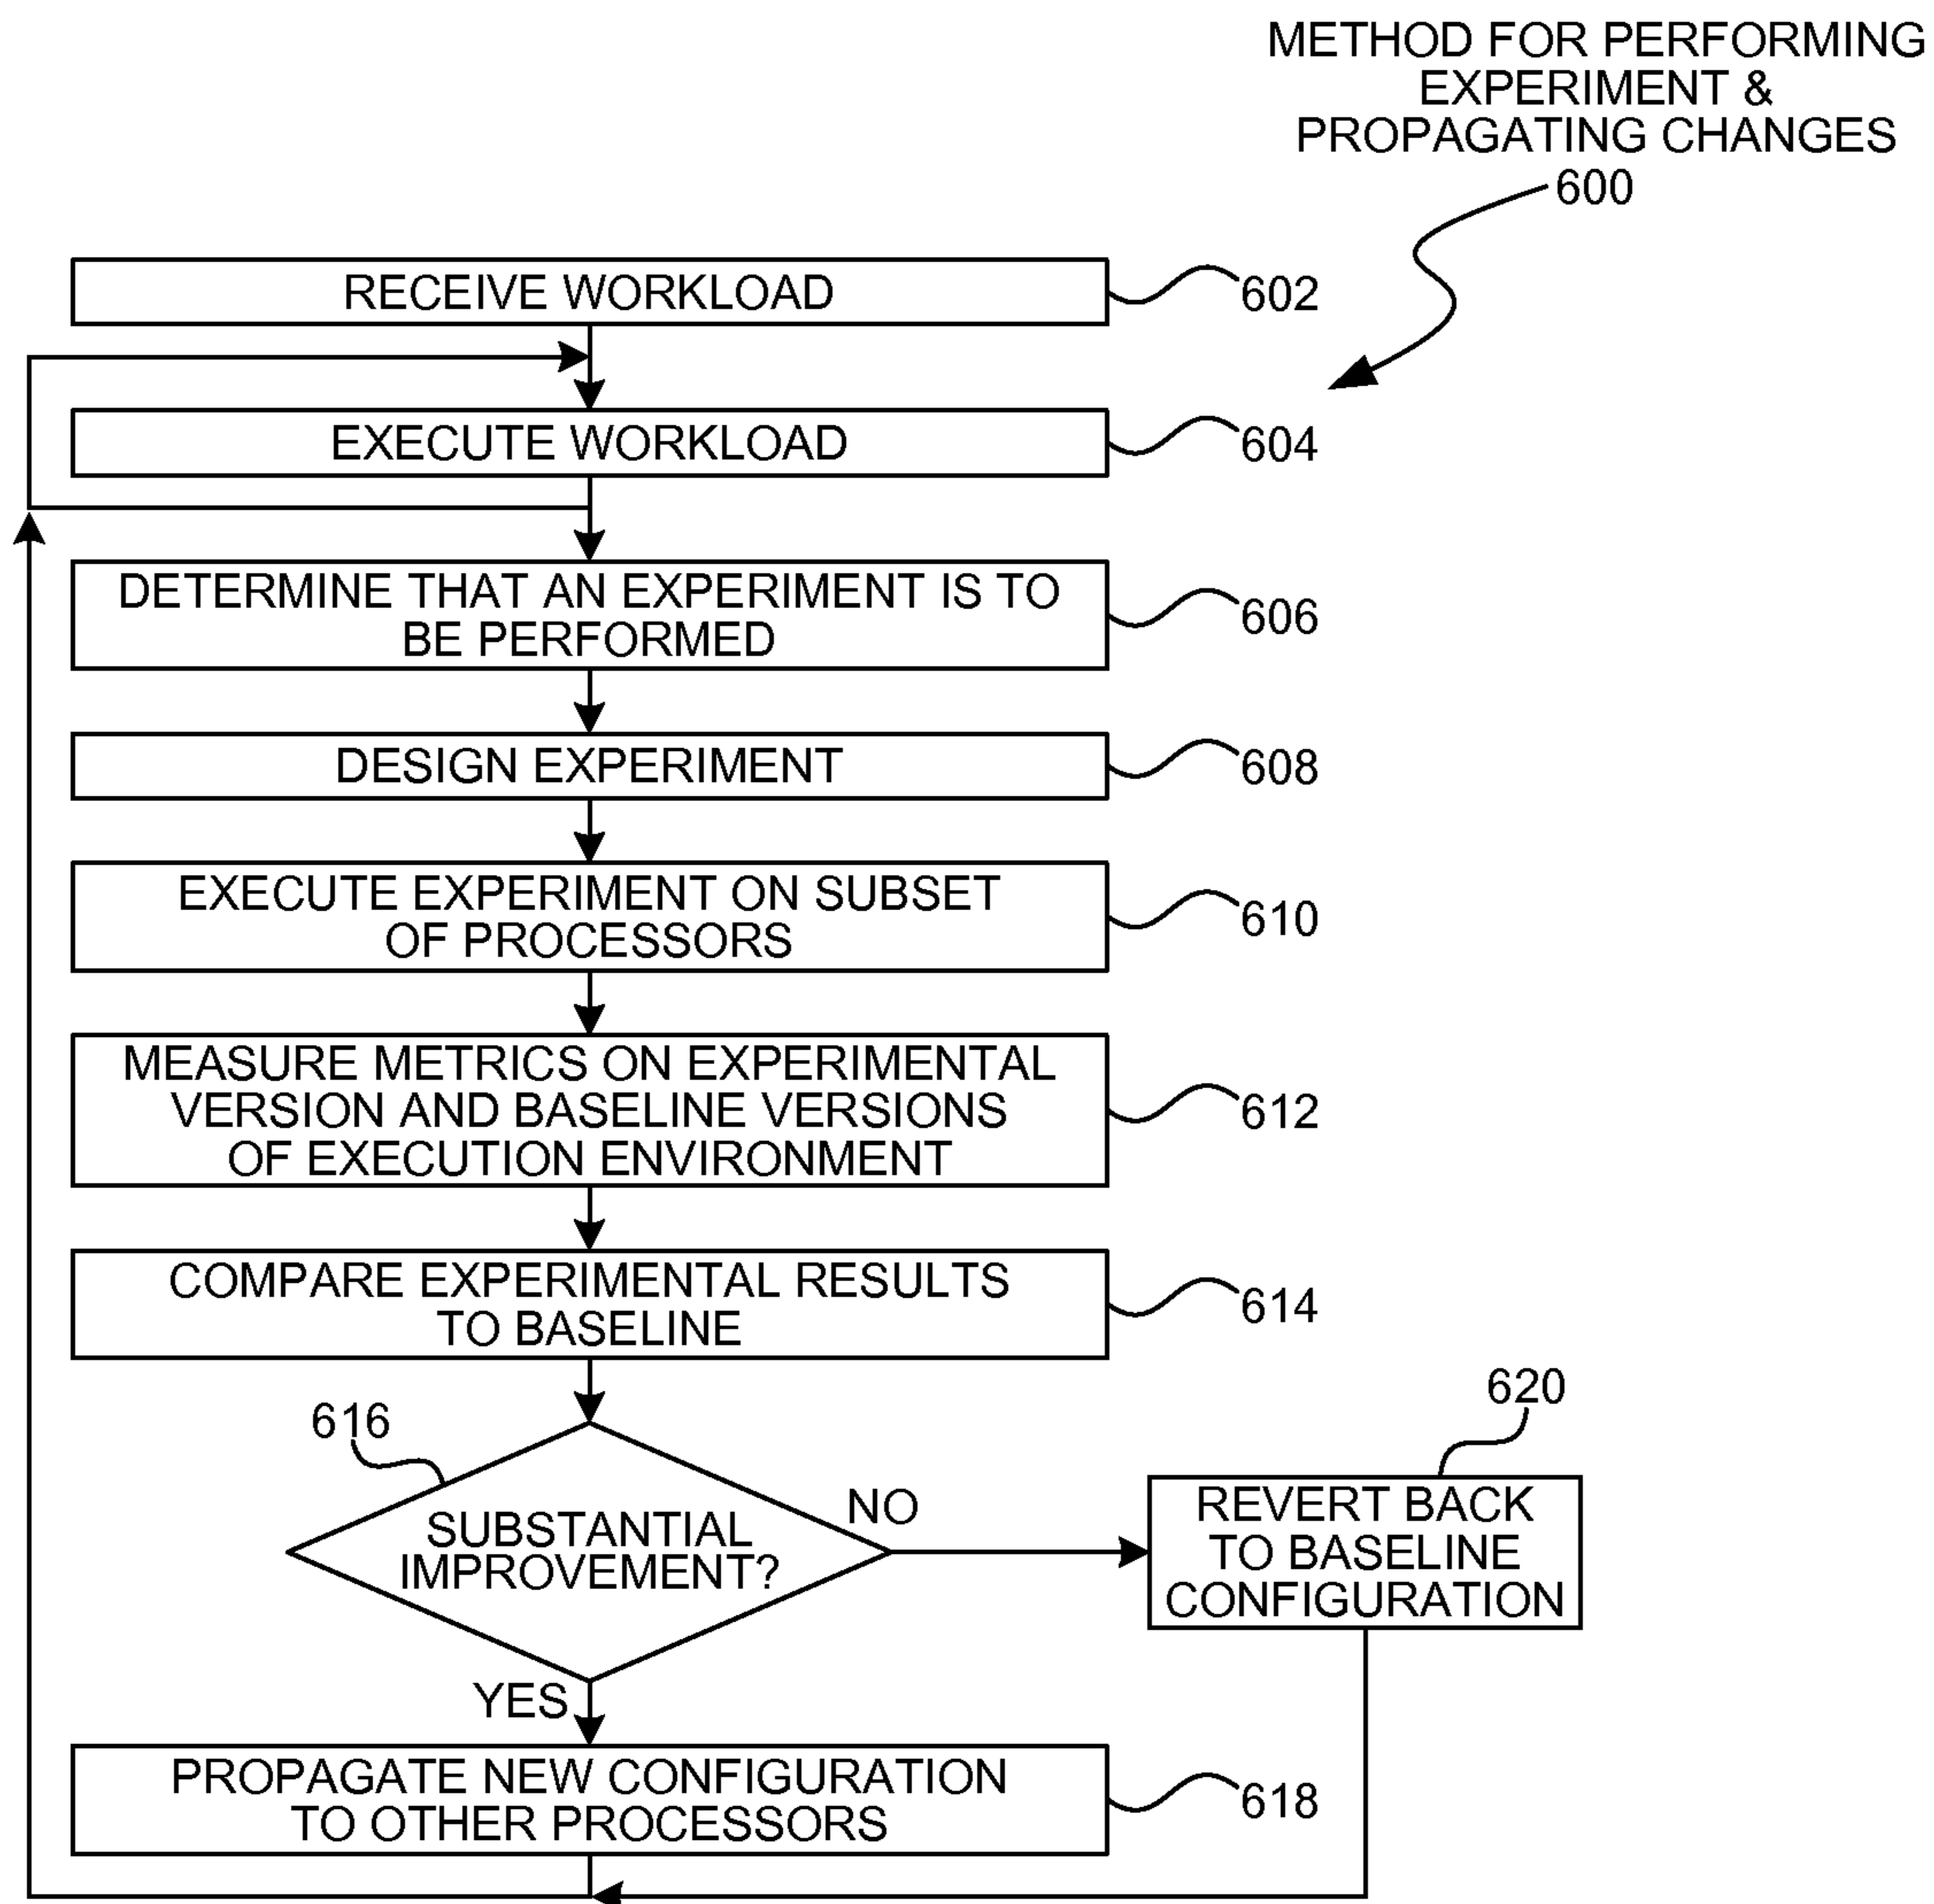 METHOD FOR PERFORMING
EXPERIMENT &
PROPAGATING CHANGES
600
RECEIVE WORKLOAD
602
EXECUTE WORKLOAD
604
DETERMINE THAT AN EXPERIMENT IS TO
BE PERFORMED
606
DESIGN EXPERIMENT
608
EXECUTE EXPERIMENT ON SUBSET
OF PROCESSORS
610
MEASURE METRICS ON EXPERIMENTAL
VERSION AND BASELINE VERSIONS
OF EXECUTION ENVIRONMENT
612
COMPARE EXPERIMENTAL RESULTS
TO BASELINE
614
616
SUBSTANTIAL
IMPROVEMENT?
NO
620
REVERT BACK
TO BASELINE
CONFIGURATION
YES
PROPAGATE NEW CONFIGURATION
TO OTHER PROCESSORS
618